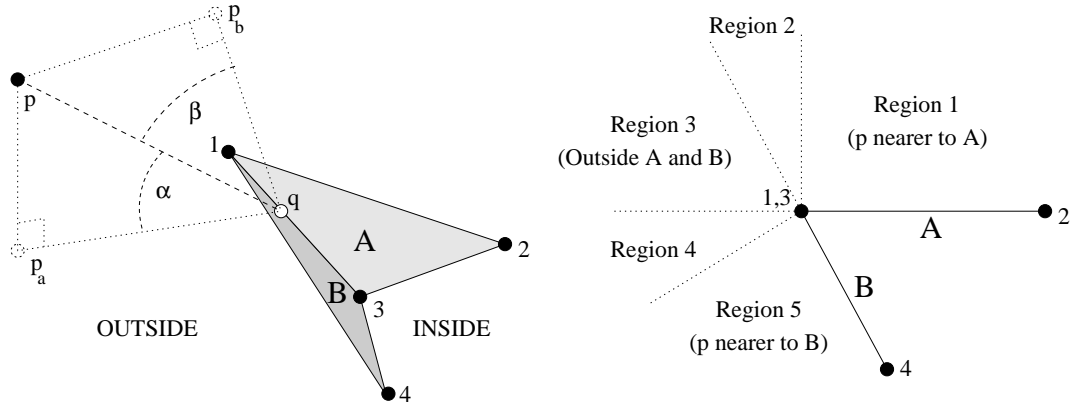 p
b
p
β
1
α
q
A
2
p
a
B
3
OUTSIDE
INSIDE
4
Region 2
Region 1
(p nearer to A)
Region 3
(Outside A and B)
1,3
A
2
Region 4
B
Region 5
(p nearer to B)
4